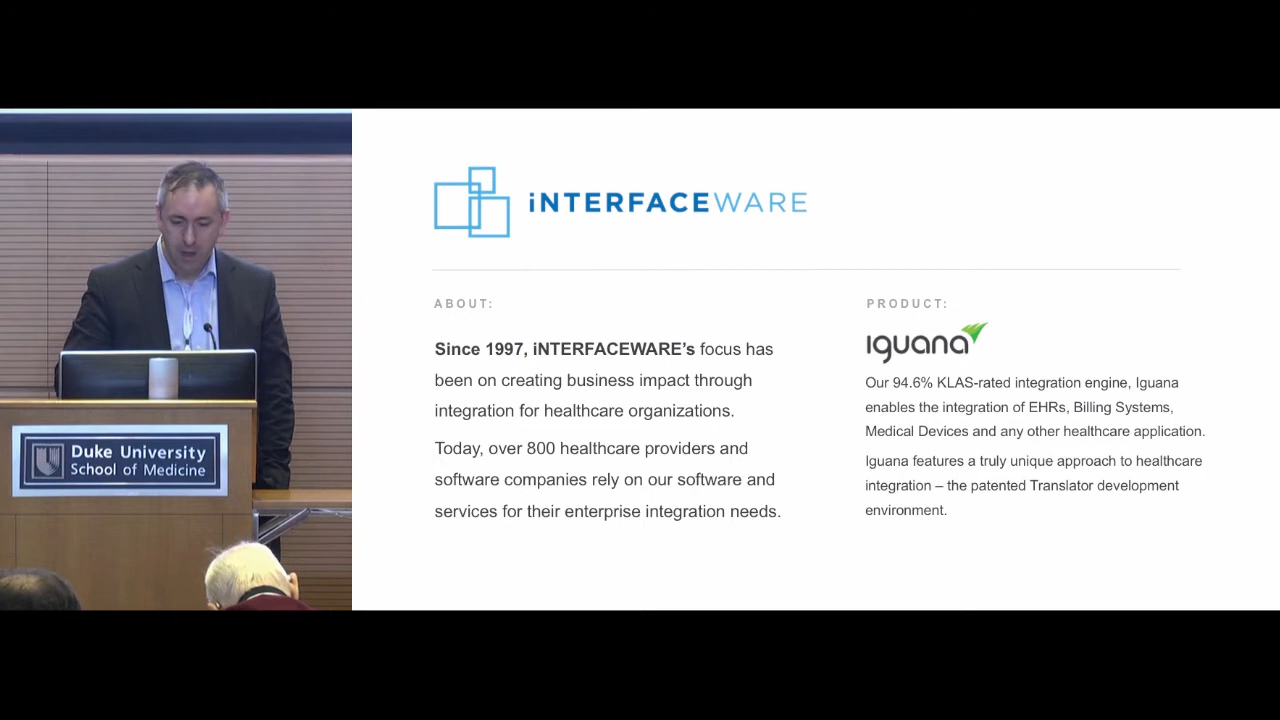 Duke University
School of Medicine
iNTERFACEWARE
ABOUT:
Since 1997, iNTERFACEWARE’s focus has
been on creating business impact through
integration for healthcare organizations.
Today, over 800 healthcare providers and
software companies rely on our software and
services for their enterprise integration needs.
PRODUCT:
iguana
Our 94.6% KLAS-rated integration engine, Iguana
enables the integration of EHRs, Billing Systems,
Medical Devices and any other healthcare application.
Iguana features a truly unique approach to healthcare
integration – the patented Translator development
environment.